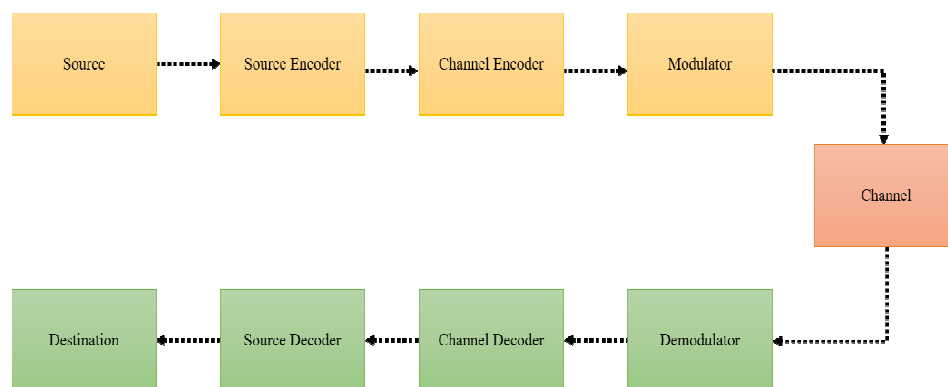 Source
Source Encoder
Channel Encoder
Modulator
Channel
Destination
Source Decoder
Channel Decoder
Demodulator